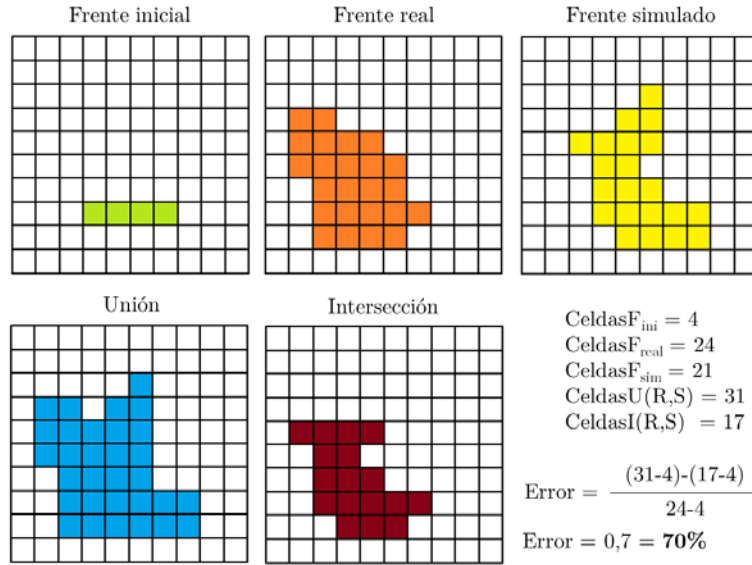 Frente inicial
Frente real
Frente simulado
Unión
Intersección
CeldasF_ini = 4
CeldasF_real = 24
CeldasF_sim = 21
CeldasU(R,S) = 31
CeldasI(R,S) = 17
Error = (31-4)-(17-4)
24-4
Error = 0,7 = 70%